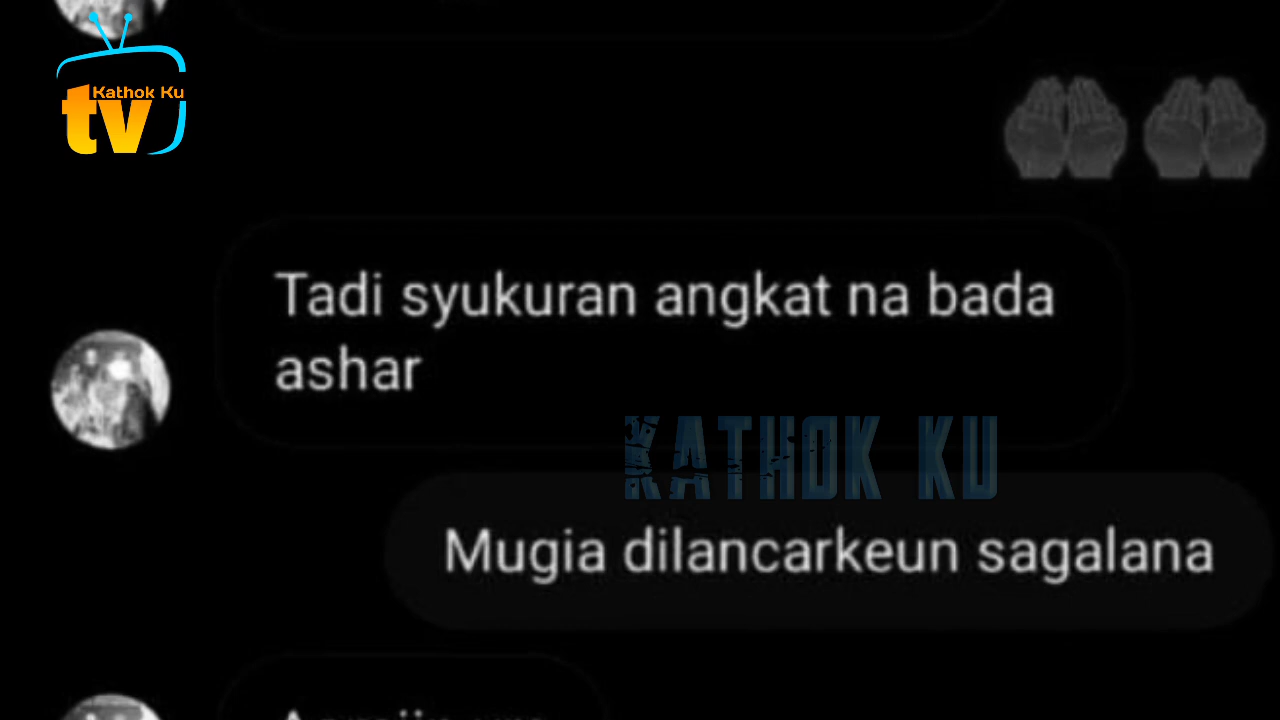 Kathok Ku
tv
Tadi syukuran angkat na bada
ashar
KATHOK KU
Mugia dilancarkeun sagalana